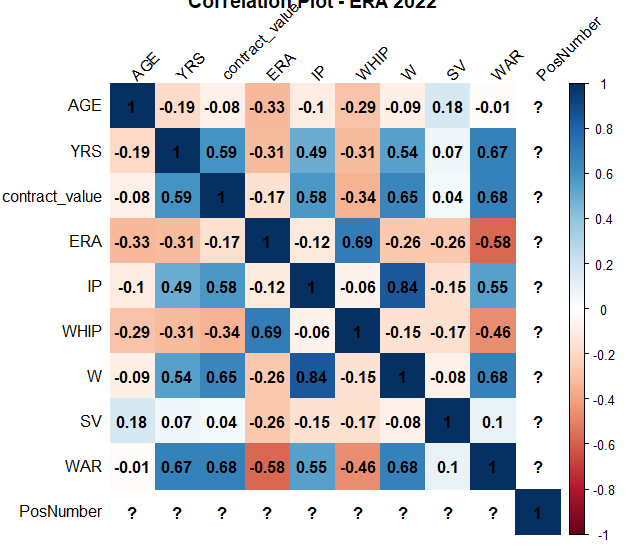 Correlation Plot - ERA 2022
AGE YRS contract_value ERA IP WHIP W SV WAR PosNumber
AGE 1 -0.19 -0.08 -0.33 -0.1 -0.29 -0.09 0.18 -0.01 ?
YRS -0.19 1 0.59 -0.31 0.49 -0.31 0.54 0.07 0.67 ?
contract_value -0.08 0.59 1 -0.17 0.58 -0.34 0.65 0.04 0.68 ?
ERA -0.33 -0.31 -0.17 1 -0.12 0.69 -0.26 -0.26 -0.58 ?
IP -0.1 0.49 0.58 -0.12 1 -0.06 0.84 -0.15 0.55 ?
WHIP -0.29 -0.31 -0.34 0.69 -0.06 1 -0.15 -0.17 -0.46 ?
W -0.09 0.54 0.65 -0.26 0.84 -0.15 1 -0.08 0.68 ?
SV 0.18 0.07 0.04 -0.26 -0.15 -0.17 -0.08 1 0.1 ?
WAR -0.01 0.67 0.68 -0.58 0.55 -0.46 0.68 0.1 1 ?
PosNumber ? ? ? ? ? ? ? ? ? 1
1
0.8
0.6
0.4
0.2
0
-0.2
-0.4
-0.6
-0.8
-1